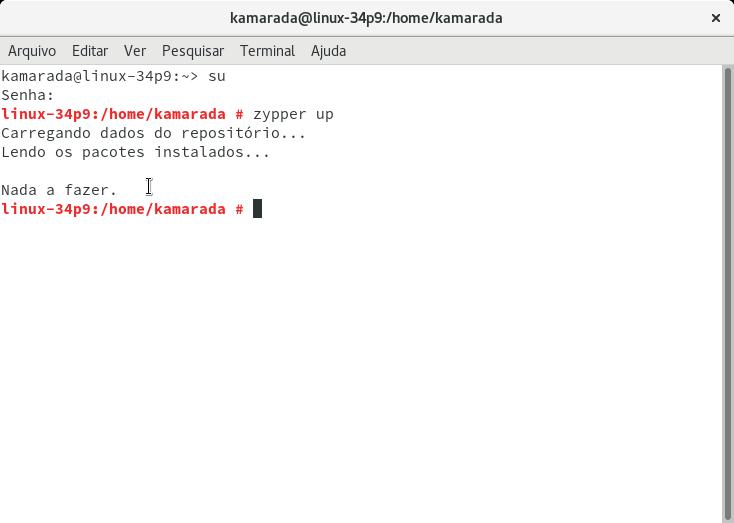 kamarada@linux-34p9:/home/kamarada
Arquivo Editar Ver Pesquisar Terminal Ajuda
kamarada@linux-34p9:~> su
Senha:
linux-34p9:/home/kamarada # zypper up
Carregando dados do repositório...
Lendo os pacotes instalados...
Nada a fazer.
linux-34p9:/home/kamarada #